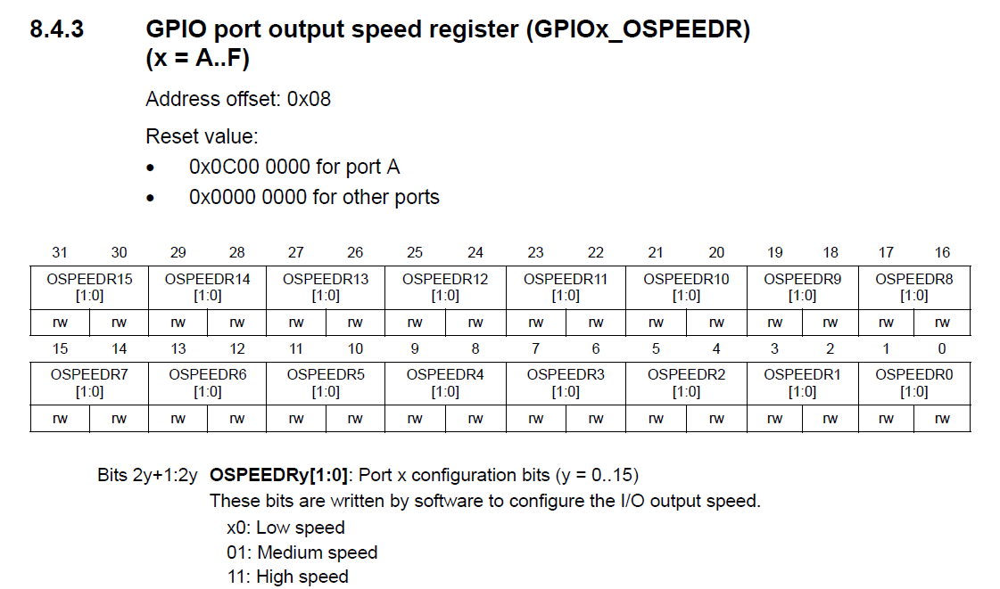 8.4.3 GPIO port output speed register (GPIOx_OSPEEDR)
(x = A..F)
Address offset: 0x08
Reset value:
• 0x0C00 0000 for port A
• 0x0000 0000 for other ports
31 30 29 28 27 26 25 24 23 22 21 20 19 18 17 16
OSPEEDR15 OSPEEDR14 OSPEEDR13 OSPEEDR12 OSPEEDR11 OSPEEDR10 OSPEEDR9 OSPEEDR8
[1:0] [1:0] [1:0] [1:0] [1:0] [1:0] [1:0] [1:0]
rw rw rw rw rw rw rw rw rw rw rw rw rw rw rw rw
15 14 13 12 11 10 9 8 7 6 5 4 3 2 1 0
OSPEEDR7 OSPEEDR6 OSPEEDR5 OSPEEDR4 OSPEEDR3 OSPEEDR2 OSPEEDR1 OSPEEDR0
[1:0] [1:0] [1:0] [1:0] [1:0] [1:0] [1:0] [1:0]
rw rw rw rw rw rw rw rw rw rw rw rw rw rw rw rw
Bits 2y+1:2y OSPEEDRy[1:0]: Port x configuration bits (y = 0..15)
These bits are written by software to configure the I/O output speed.
x0: Low speed
01: Medium speed
11: High speed